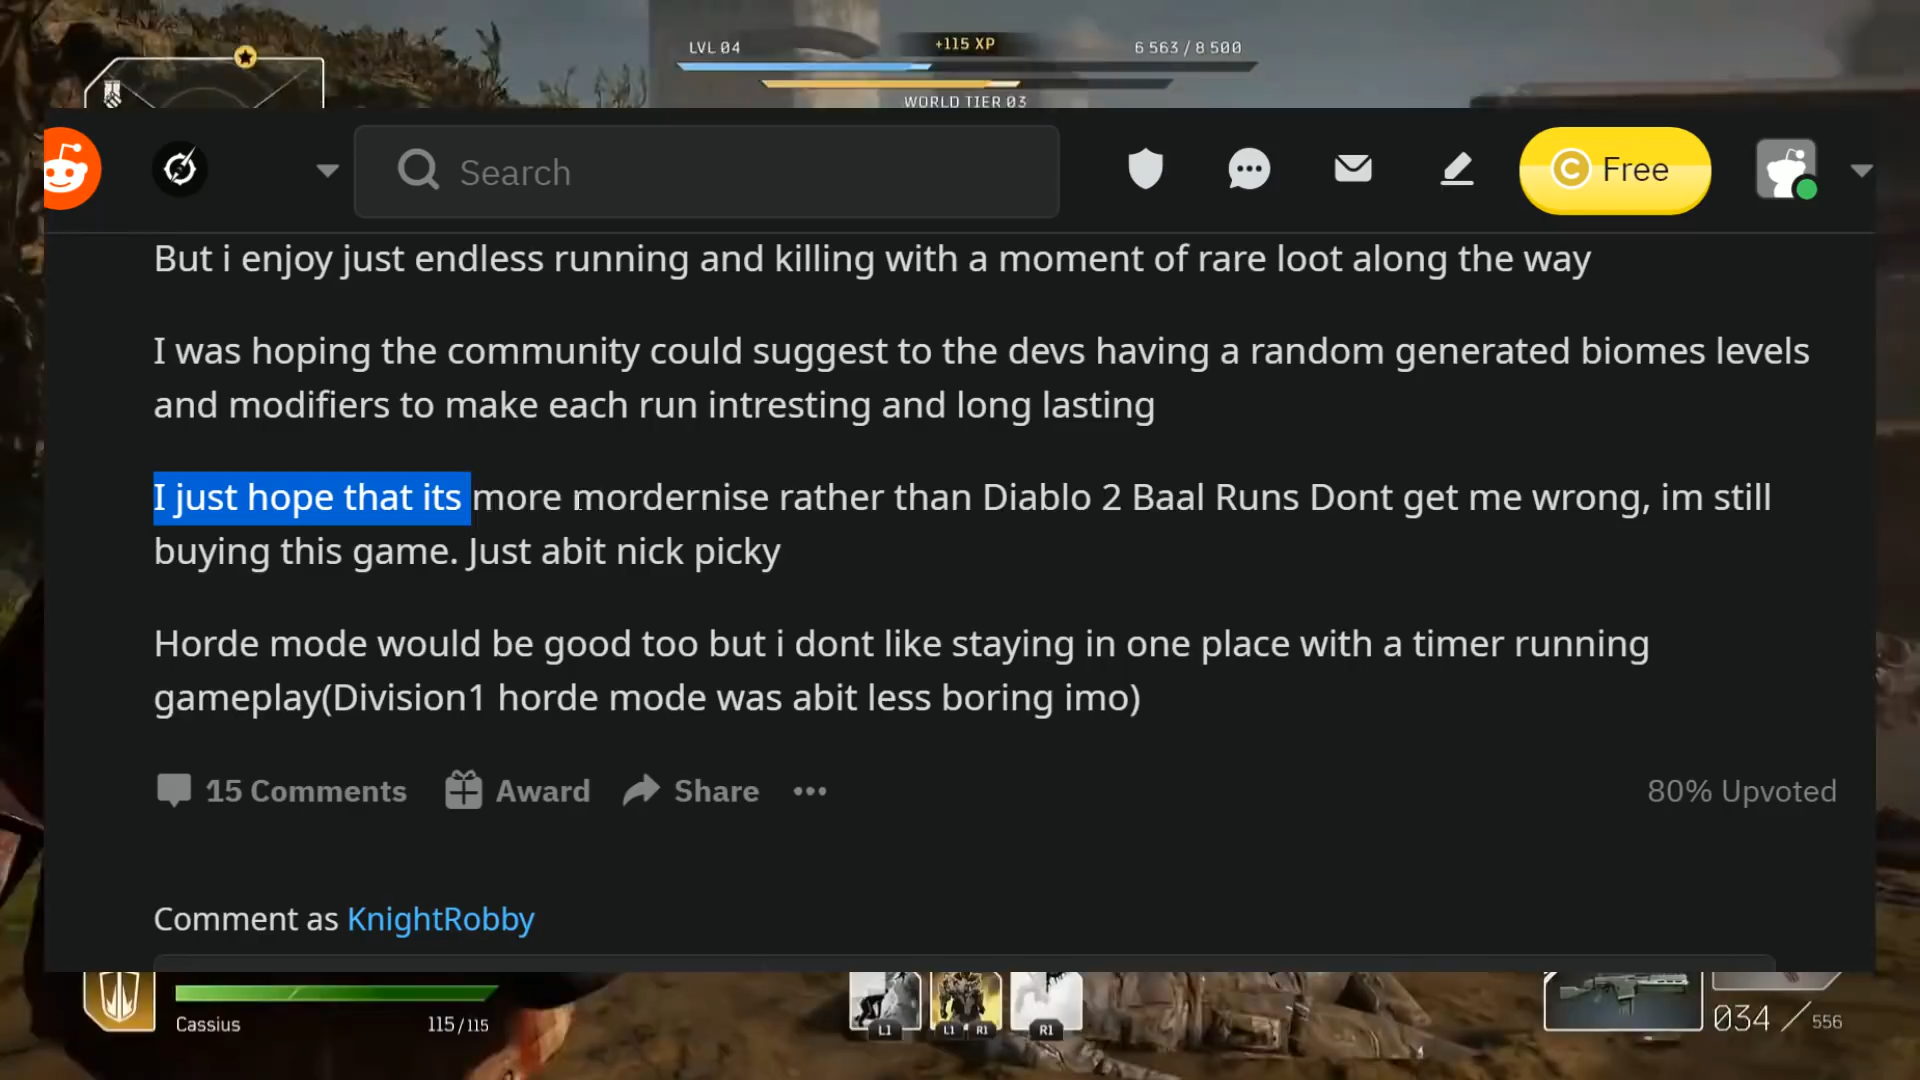 LVL 04
+115 XP
6 563 / 8 500
WORLD TIER 03
Search
Free
But i enjoy just endless running and killing with a moment of rare loot along the way
I was hoping the community could suggest to the devs having a random generated biomes levels
and modifiers to make each run intresting and long lasting
I just hope that its more mordernise rather than Diablo 2 Baal Runs Dont get me wrong, im still
buying this game. Just abit nick picky
Horde mode would be good too but i dont like staying in one place with a timer running
gameplay(Division1 horde mode was abit less boring imo)
15 Comments Award Share ••• 80% Upvoted
Comment as KnightRobby
Cassius 115/115
L1 L1 R1 R1
034 / 556